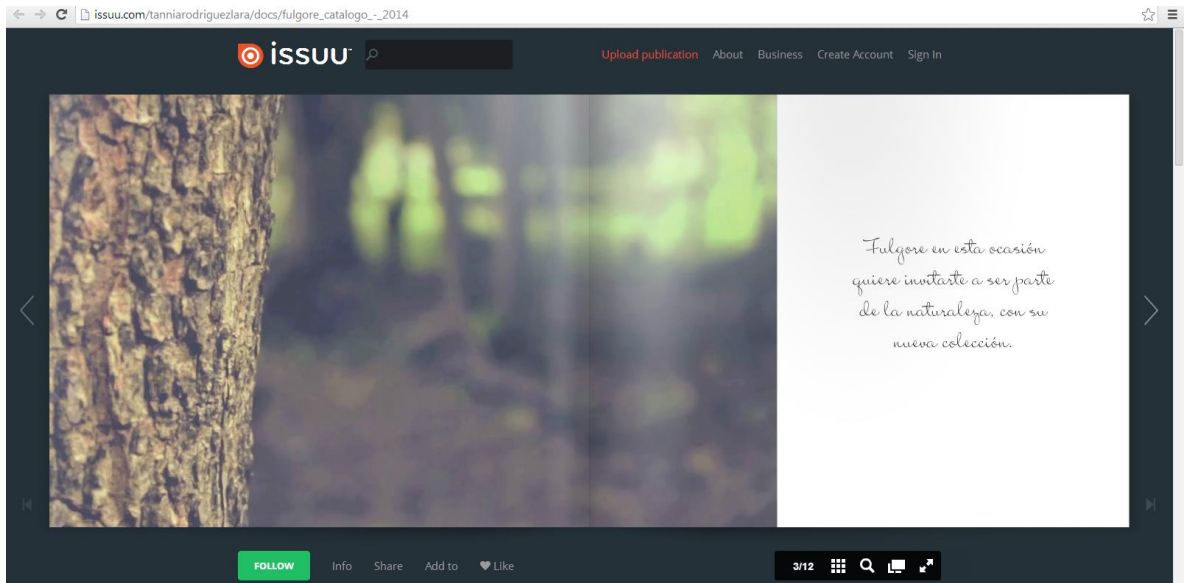 issuu.com/tanniarodriguezlara/docs/fulgore_catalogo_-_2014
issuu
Upload publication About Business Create Account Sign In
Fulgore en esta ocasión
quiere invitarte a ser parte
de la naturaleza, con su
nueva colección.
FOLLOW Info Share Add to Like
3/12